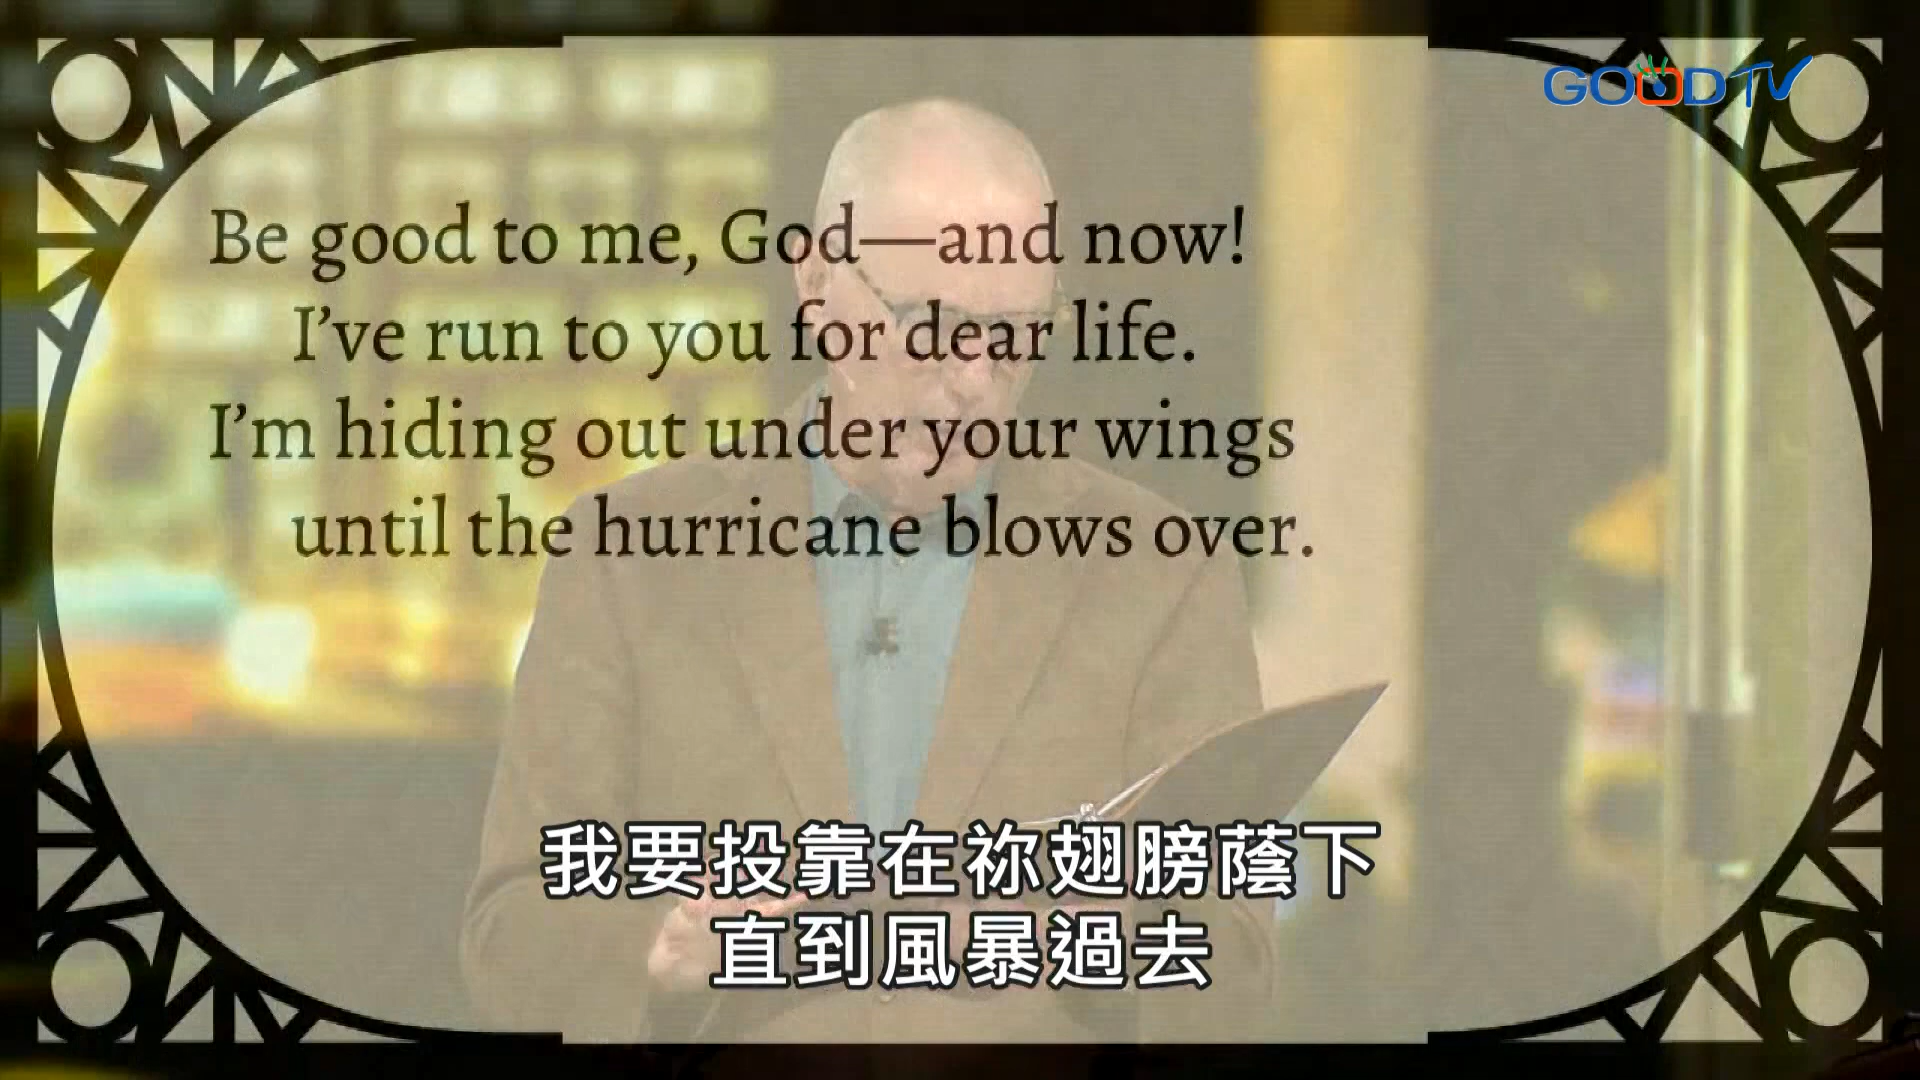 GOODTV
Be good to me, God—and now!
I’ve run to you for dear life.
I’m hiding out under your wings
until the hurricane blows over.
我要投靠在祢翅膀蔭下
直到風暴過去